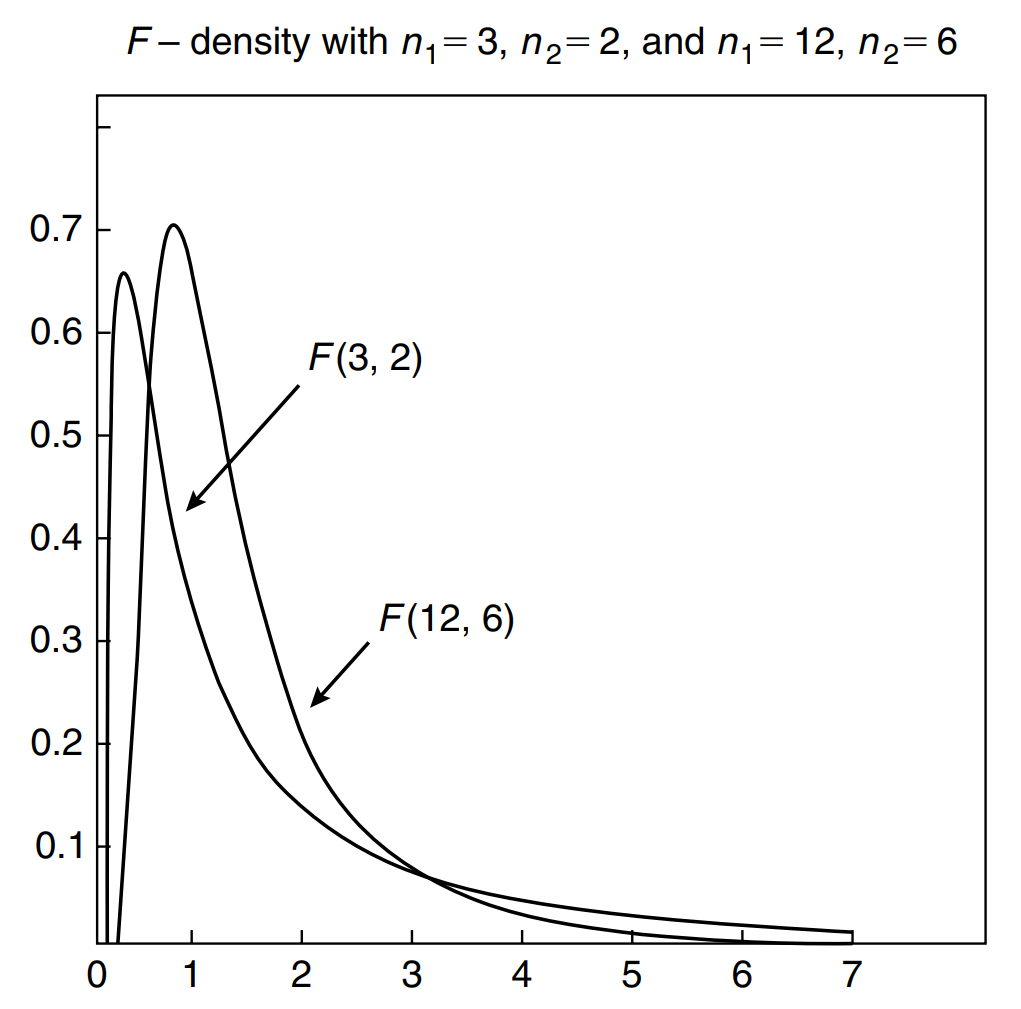 F – density with n₁= 3, n₂= 2, and n₁= 12, n₂= 6
0.7
0.6
F(3, 2)
0.5
0.4
F(12, 6)
0.3
0.2
0.1
0 1 2 3 4 5 6 7